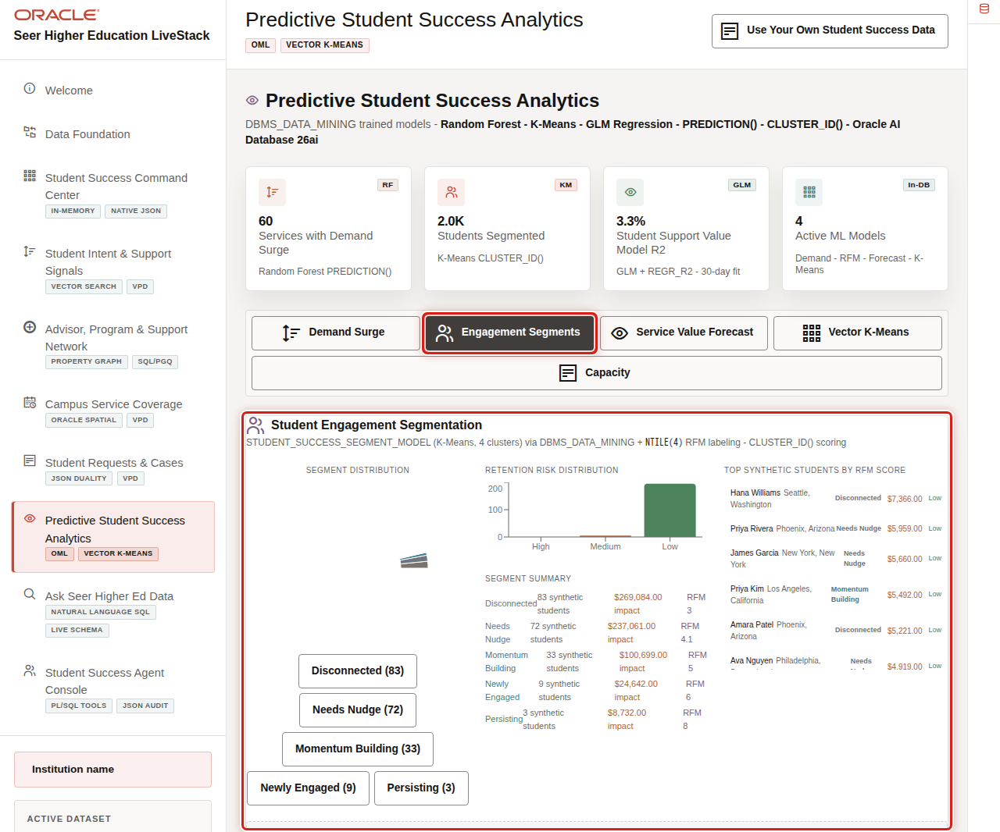 ORACLE
Seer Higher Education LiveStack
Welcome
Data Foundation
Student Success Command
Center
IN-MEMORY NATIVE JSON
Student Intent & Support
Signals
VECTOR SEARCH VPD
Advisor, Program & Support
Network
PROPERTY GRAPH SQL/PGQ
Campus Service Coverage
ORACLE SPATIAL VPD
Student Requests & Cases
JSON DUALITY VPD
Predictive Student Success
Analytics
OML VECTOR K-MEANS
Ask Seer Higher Ed Data
NATURAL LANGUAGE SQL
LIVE SCHEMA
Student Success Agent
Console
PL/SQL TOOLS JSON AUDIT
Institution name
ACTIVE DATASET
Predictive Student Success Analytics
OML VECTOR K-MEANS
Use Your Own Student Success Data
Predictive Student Success Analytics
DBMS_DATA_MINING trained models - Random Forest - K-Means - GLM Regression - PREDICTION() - CLUSTER_ID() - Oracle AI
Database 26ai
RF
60
Services with Demand
Surge
Random Forest PREDICTION()
KM
2.0K
Students Segmented
K-Means CLUSTER_ID()
GLM
3.3%
Student Support Value
Model R2
GLM + REGR_R2 - 30-day fit
In-DB
4
Active ML Models
Demand - RFM - Forecast - K-
Means
Demand Surge
Engagement Segments
Service Value Forecast
Vector K-Means
Capacity
Student Engagement Segmentation
STUDENT_SUCCESS_SEGMENT_MODEL (K-Means, 4 clusters) via DBMS_DATA_MINING + NTILE(4) RFM labeling - CLUSTER_ID() scoring
SEGMENT DISTRIBUTION
Disconnected (83)
Needs Nudge (72)
Momentum Building (33)
Newly Engaged (9)
Persisting (3)
RETENTION RISK DISTRIBUTION
200
100
0
High Medium Low
SEGMENT SUMMARY
Disconnected 83 synthetic students $269,084.00 impact RFM 3
Needs Nudge 72 synthetic students $237,061.00 impact RFM 4.1
Momentum Building 33 synthetic students $100,699.00 impact RFM 5
Newly Engaged 9 synthetic students $24,642.00 impact RFM 6
Persisting 3 synthetic students $8,732.00 impact RFM 8
TOP SYNTHETIC STUDENTS BY RFM SCORE
Hana Williams Seattle, Washington Disconnected $7,366.00 Low
Priya Rivera Phoenix, Arizona Needs Nudge $5,959.00 Low
James Garcia New York, New York Needs Nudge $5,660.00 Low
Priya Kim Los Angeles, California Momentum Building $5,492.00 Low
Amara Patel Phoenix, Arizona Disconnected $5,221.00 Low
Ava Nguyen Philadelphia, Needs $4,919.00 Low